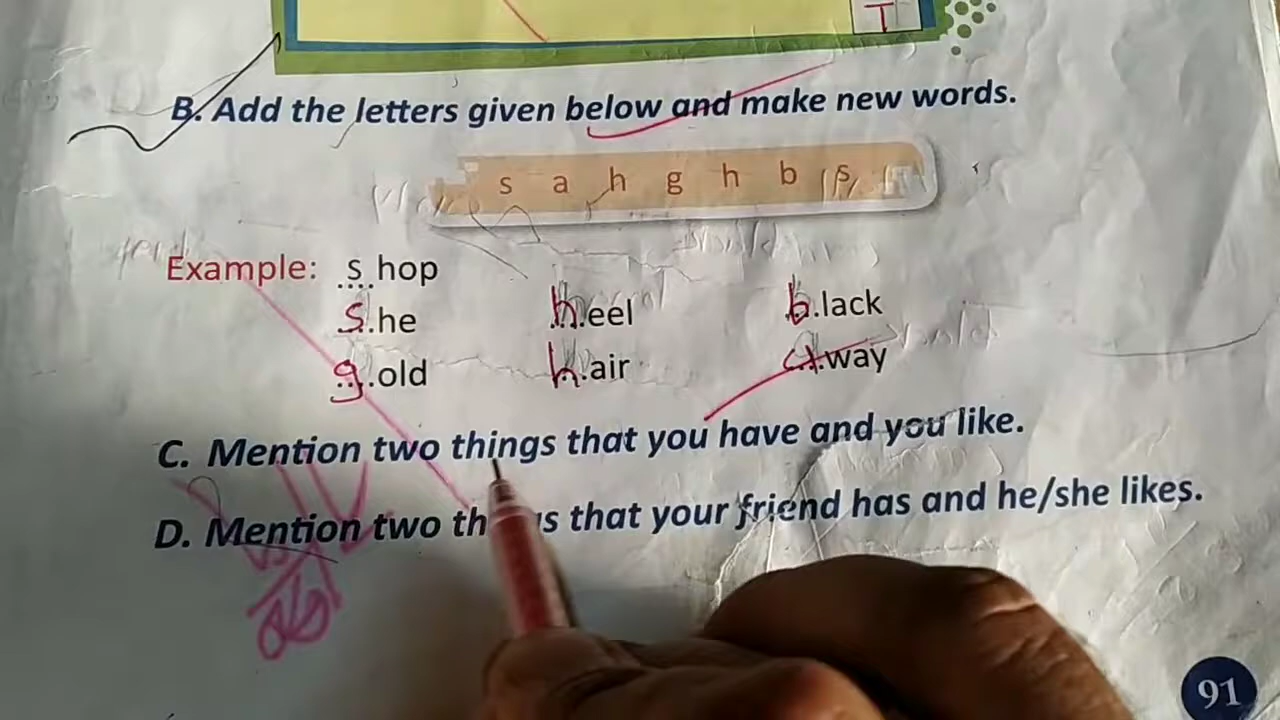 T
B. Add the letters given below and make new words.
s a h g h b s
Example: s hop
s.he h.eel b.lack
g.old h.air a.way
C. Mention two things that you have and you like.
D. Mention two th s that your friend has and he/she likes.
91